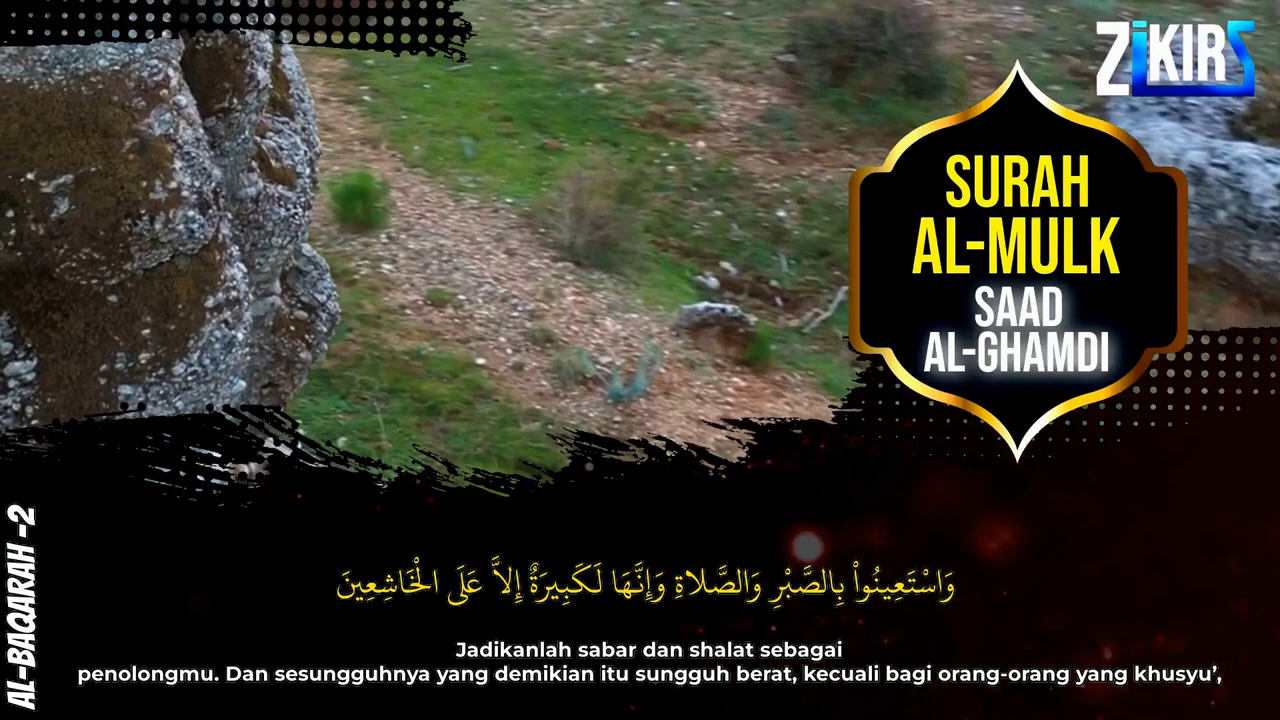 ZiKIRS
SURAH
AL-MULK
SAAD
AL-GHAMDI
AL-BAQARAH -2
وَاسْتَعِينُواْ بِالصَّبْرِ وَالصَّلاةِ وَإِنَّهَا لَكَبِيرَةٌ إِلاَّ عَلَى الْخَاشِعِينَ
Jadikanlah sabar dan shalat sebagai
penolongmu. Dan sesungguhnya yang demikian itu sungguh berat, kecuali bagi orang-orang yang khusyu’,